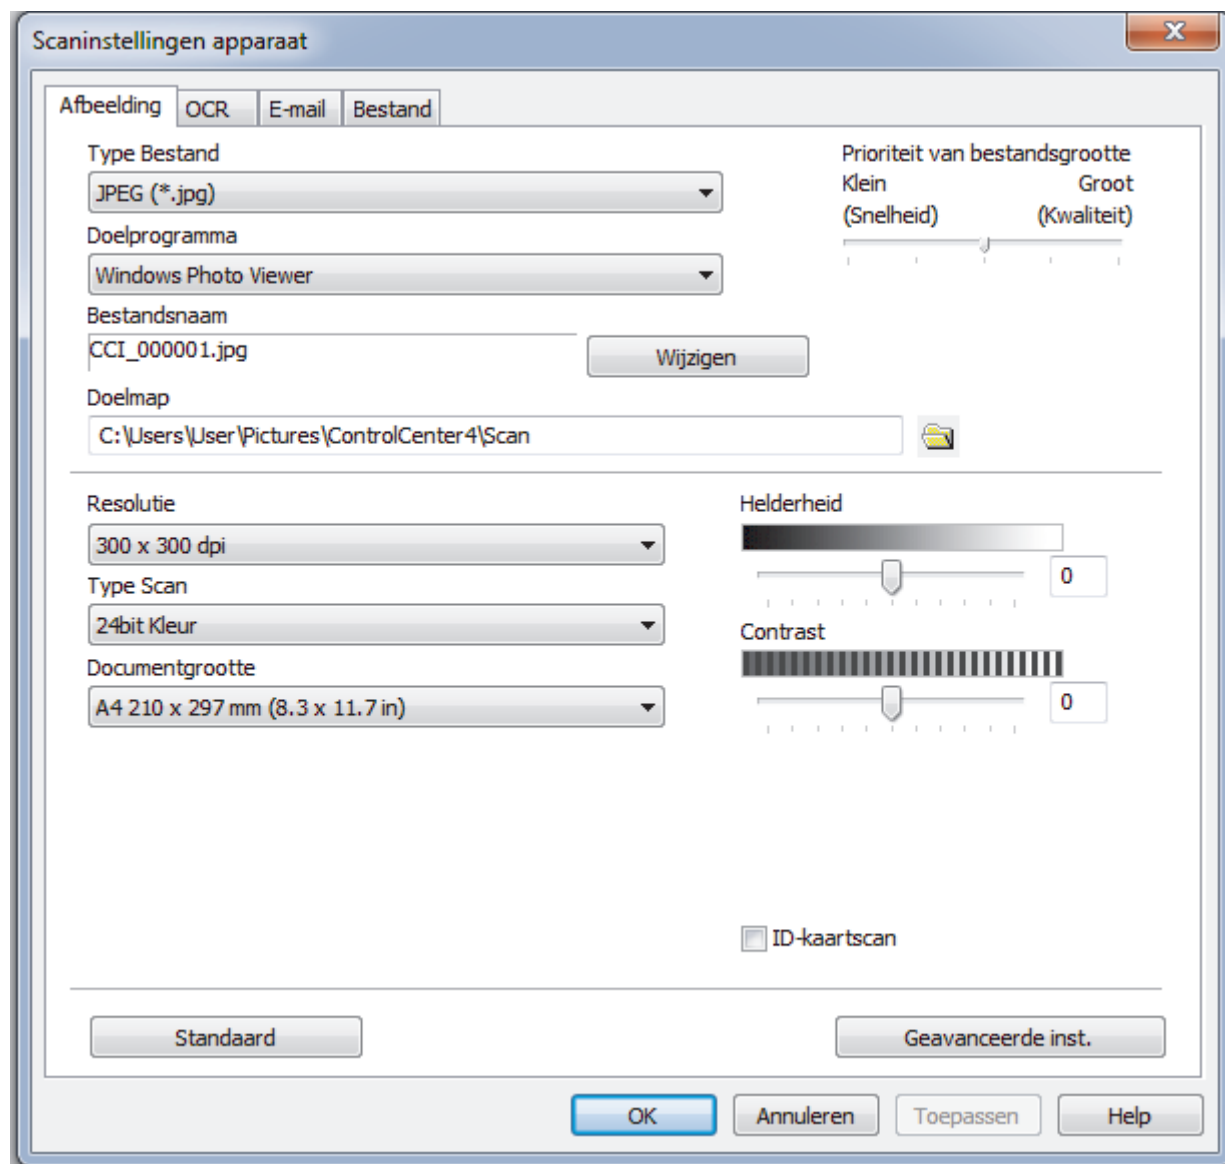 Scaninstellingen apparaat
Afbeelding OCR E-mail Bestand
Type Bestand
JPEG (*.jpg)
Doelprogramma
Windows Photo Viewer
Bestandsnaam
CCI_000001.jpg
Wijzigen
Doelmap
C:\Users\User\Pictures\ControlCenter4\Scan
Prioriteit van bestandsgrootte
Klein Groot
(Snelheid) (Kwaliteit)
Resolutie
300 x 300 dpi
Type Scan
24bit Kleur
Documentgrootte
A4 210 x 297 mm (8.3 x 11.7 in)
Helderheid
0
Contrast
0
ID-kaartscan
Standaard Geavanceerde inst.
OK Annuleren Toepassen Help